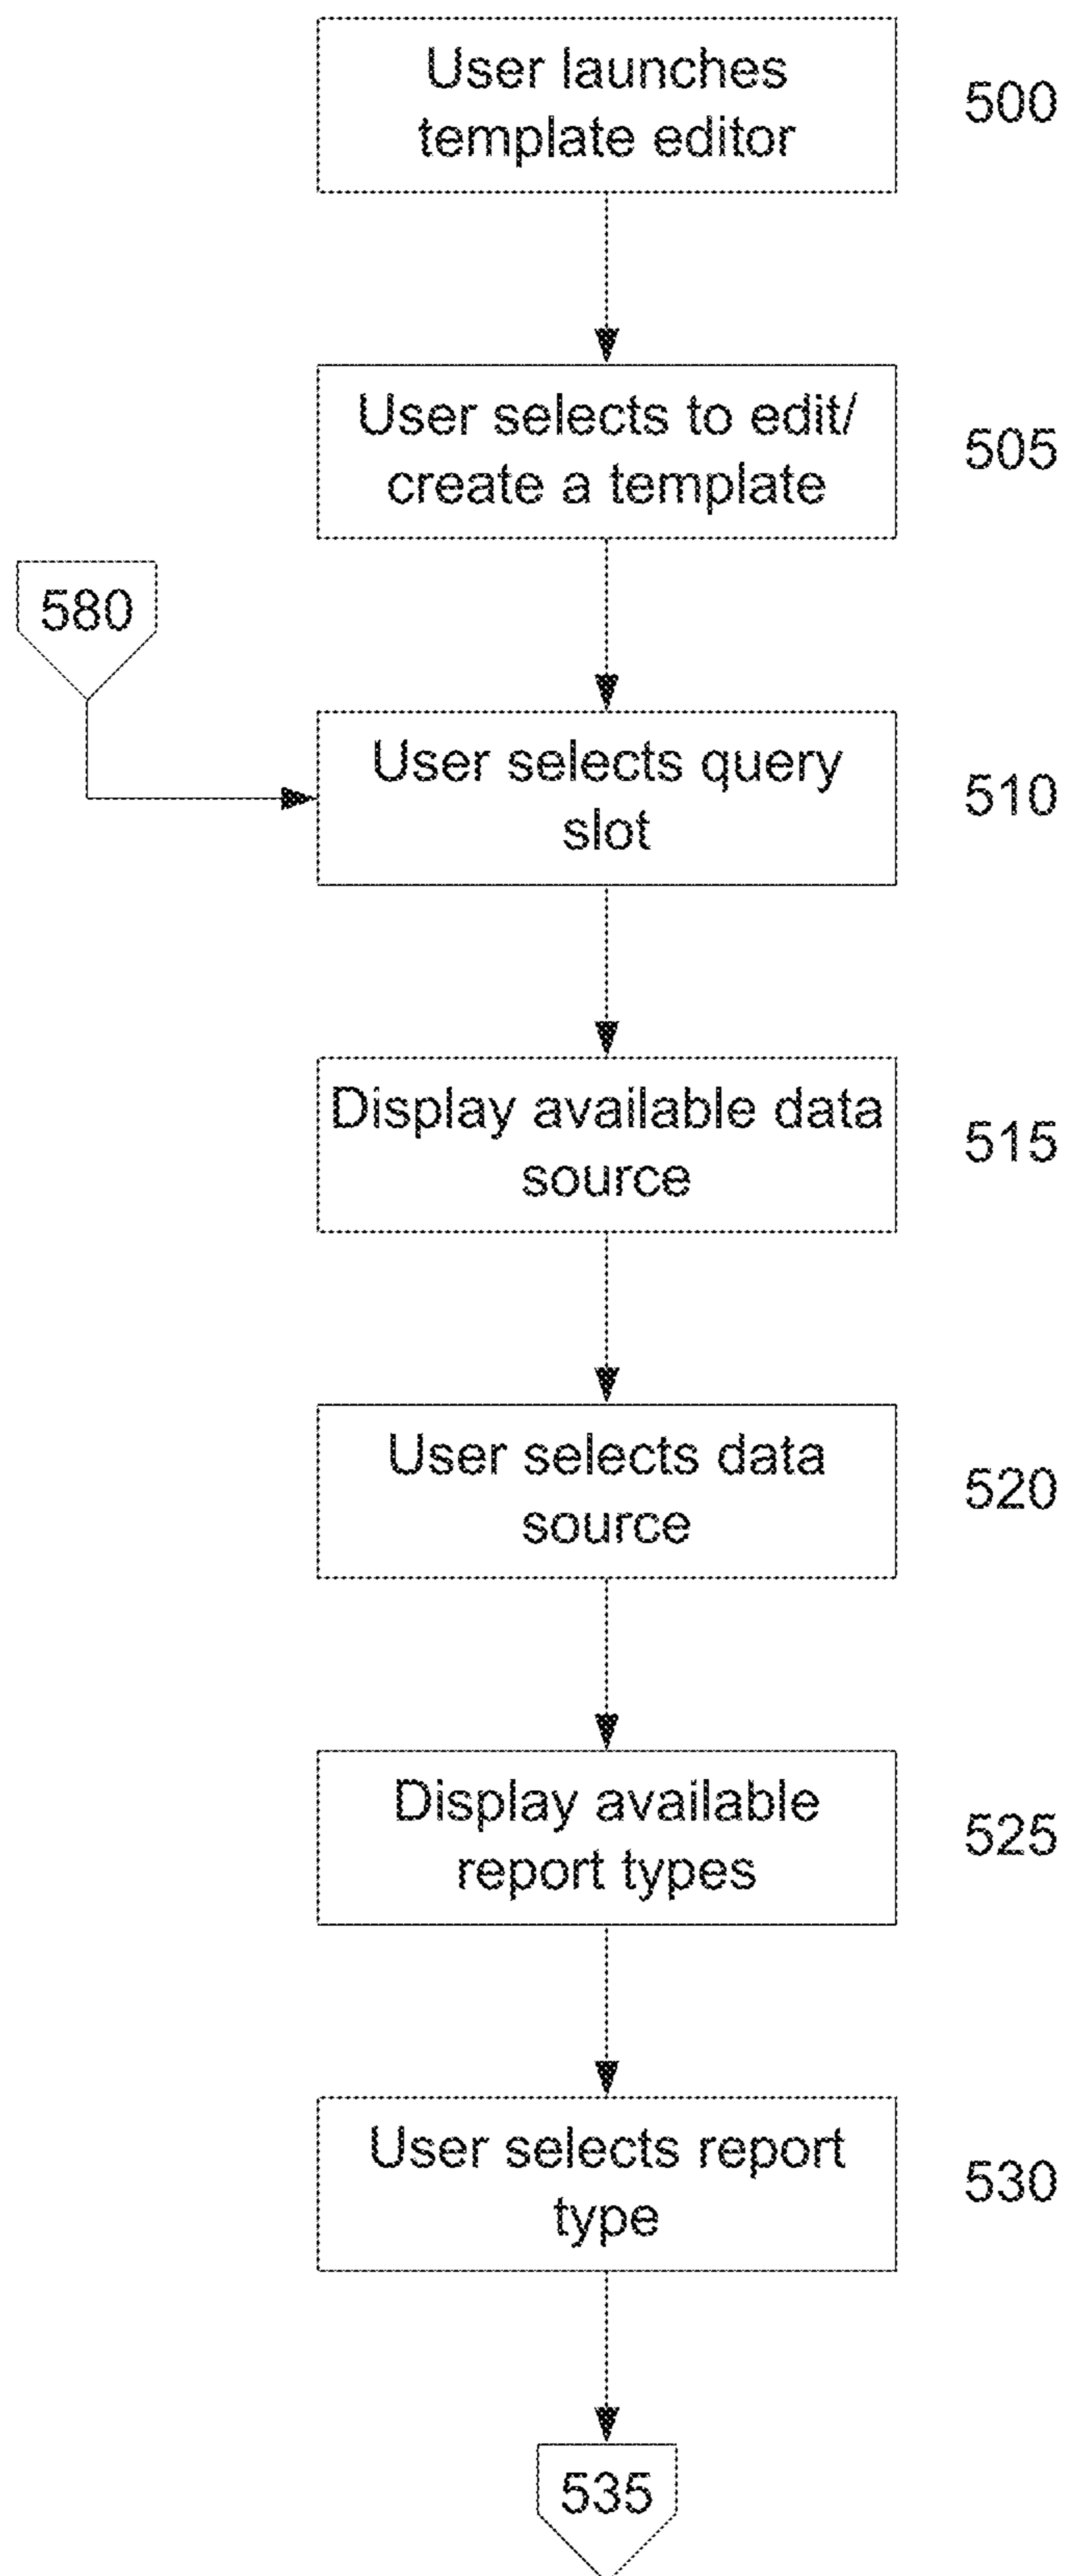 User launches
template editor
500
User selects to edit/
create a template
505
580
User selects query
slot
510
Display available data
source
515
User selects data
source
520
Display available
report types
525
User selects report
type
530
535